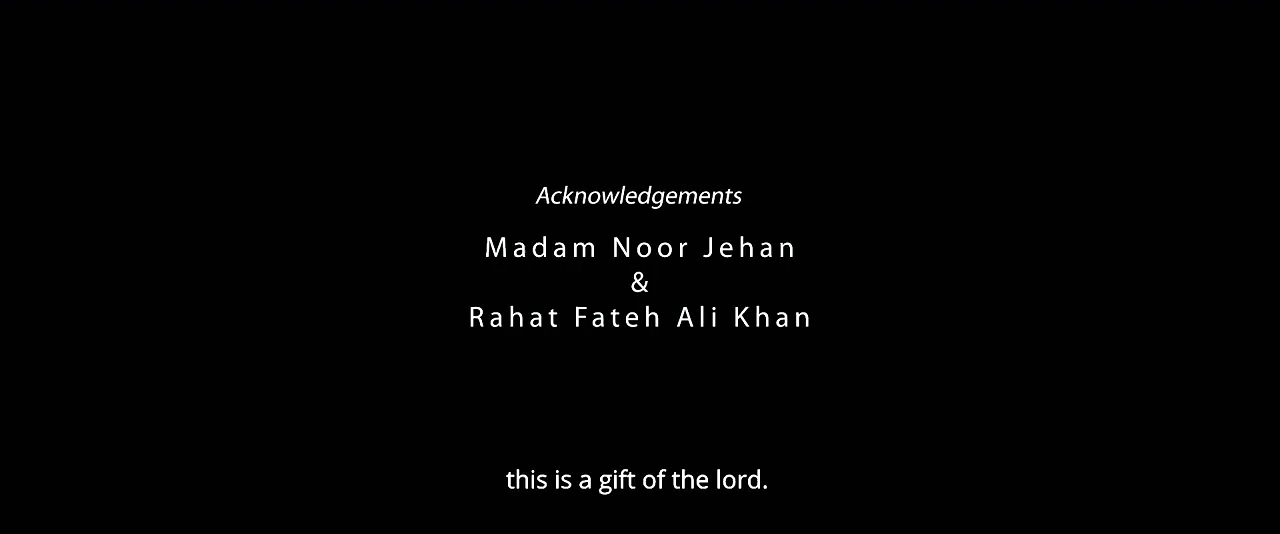 Acknowledgements
Madam Noor Jehan
&
Rahat Fateh Ali Khan
this is a gift of the lord.